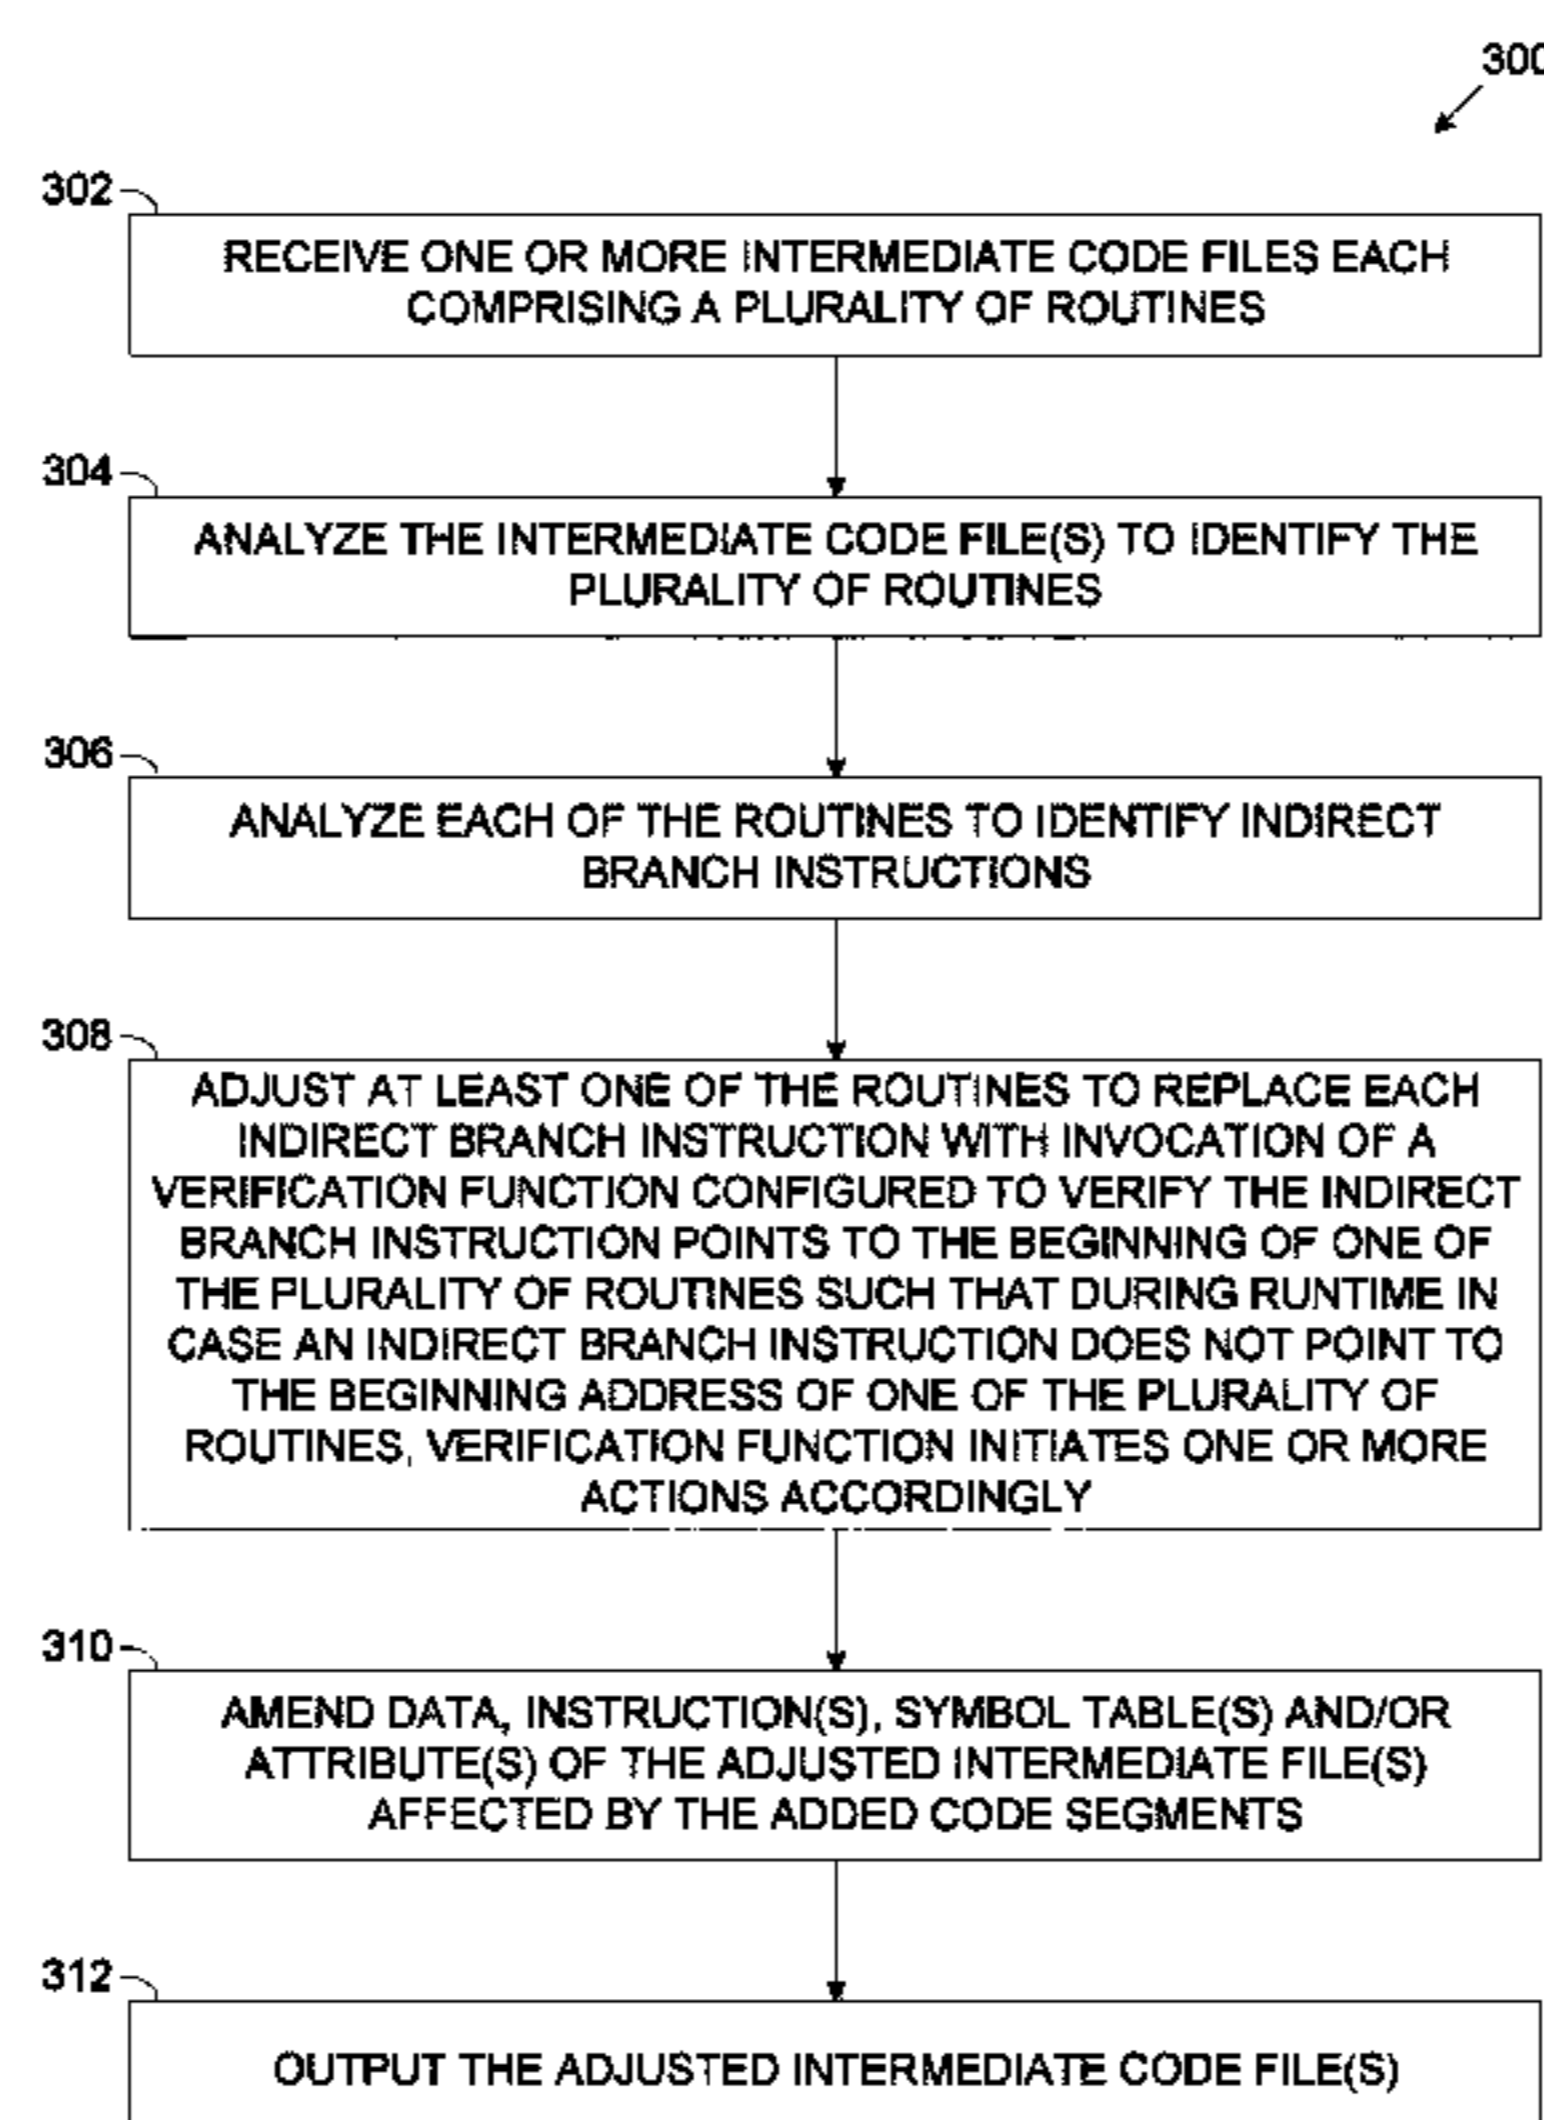 300
302
RECEIVE ONE OR MORE INTERMEDIATE CODE FILES EACH
COMPRISING A PLURALITY OF ROUTINES
304
ANALYZE THE INTERMEDIATE CODE FILE(S) TO IDENTIFY THE
PLURALITY OF ROUTINES
306
ANALYZE EACH OF THE ROUTINES TO IDENTIFY INDIRECT
BRANCH INSTRUCTIONS
308
ADJUST AT LEAST ONE OF THE ROUTINES TO REPLACE EACH
INDIRECT BRANCH INSTRUCTION WITH INVOCATION OF A
VERIFICATION FUNCTION CONFIGURED TO VERIFY THE INDIRECT
BRANCH INSTRUCTION POINTS TO THE BEGINNING OF ONE OF
THE PLURALITY OF ROUTINES SUCH THAT DURING RUNTIME IN
CASE AN INDIRECT BRANCH INSTRUCTION DOES NOT POINT TO
THE BEGINNING ADDRESS OF ONE OF THE PLURALITY OF
ROUTINES, VERIFICATION FUNCTION INITIATES ONE OR MORE
ACTIONS ACCORDINGLY
310
AMEND DATA, INSTRUCTION(S), SYMBOL TABLE(S) AND/OR
ATTRIBUTE(S) OF THE ADJUSTED INTERMEDIATE FILE(S)
AFFECTED BY THE ADDED CODE SEGMENTS
312
OUTPUT THE ADJUSTED INTERMEDIATE CODE FILE(S)